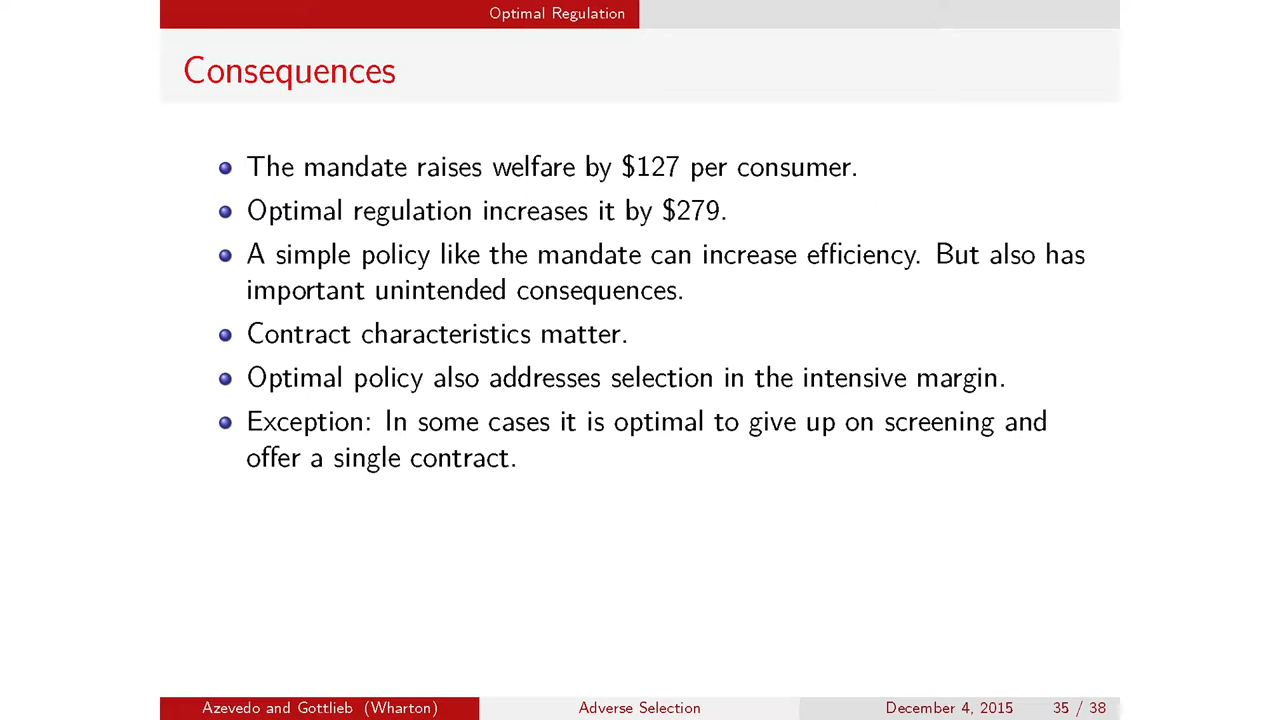 Optimal Regulation
Consequences
The mandate raises welfare by $127 per consumer.
Optimal regulation increases it by $279.
A simple policy like the mandate can increase efficiency. But also has
important unintended consequences.
Contract characteristics matter.
Optimal policy also addresses selection in the intensive margin.
Exception: In some cases it is optimal to give up on screening and
offer a single contract.
Azevedo and Gottlieb (Wharton) Adverse Selection December 4, 2015 35 / 38